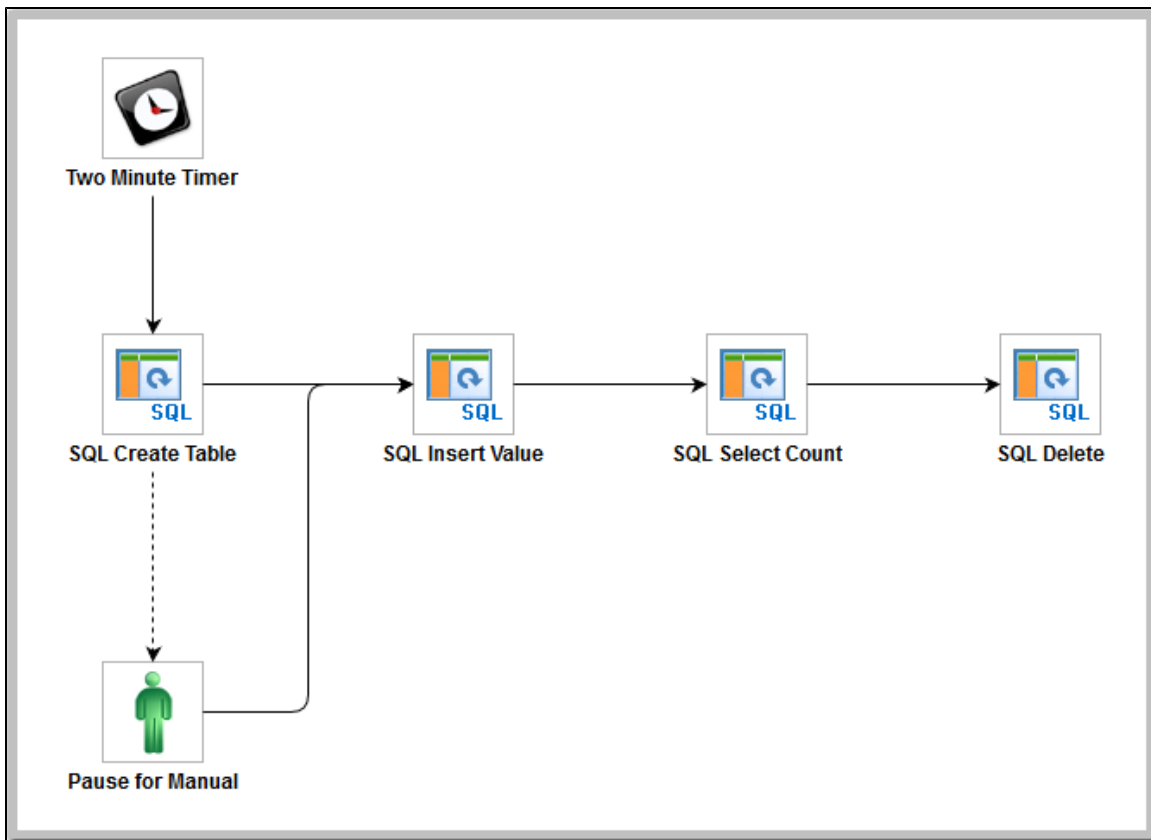 Two Minute Timer
SQL
SQL
SQL
SQL
SQL Create Table
SQL Insert Value
SQL Select Count
SQL Delete
Pause for Manual